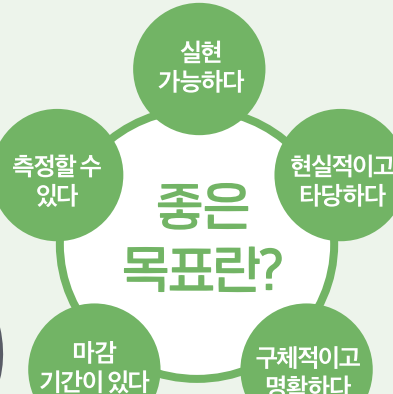 실현
가능하다
측정할 수
있다
현실적이고
타당하다
좋은
목표란?
마감
기간이 있다
구체적이고
명확하다